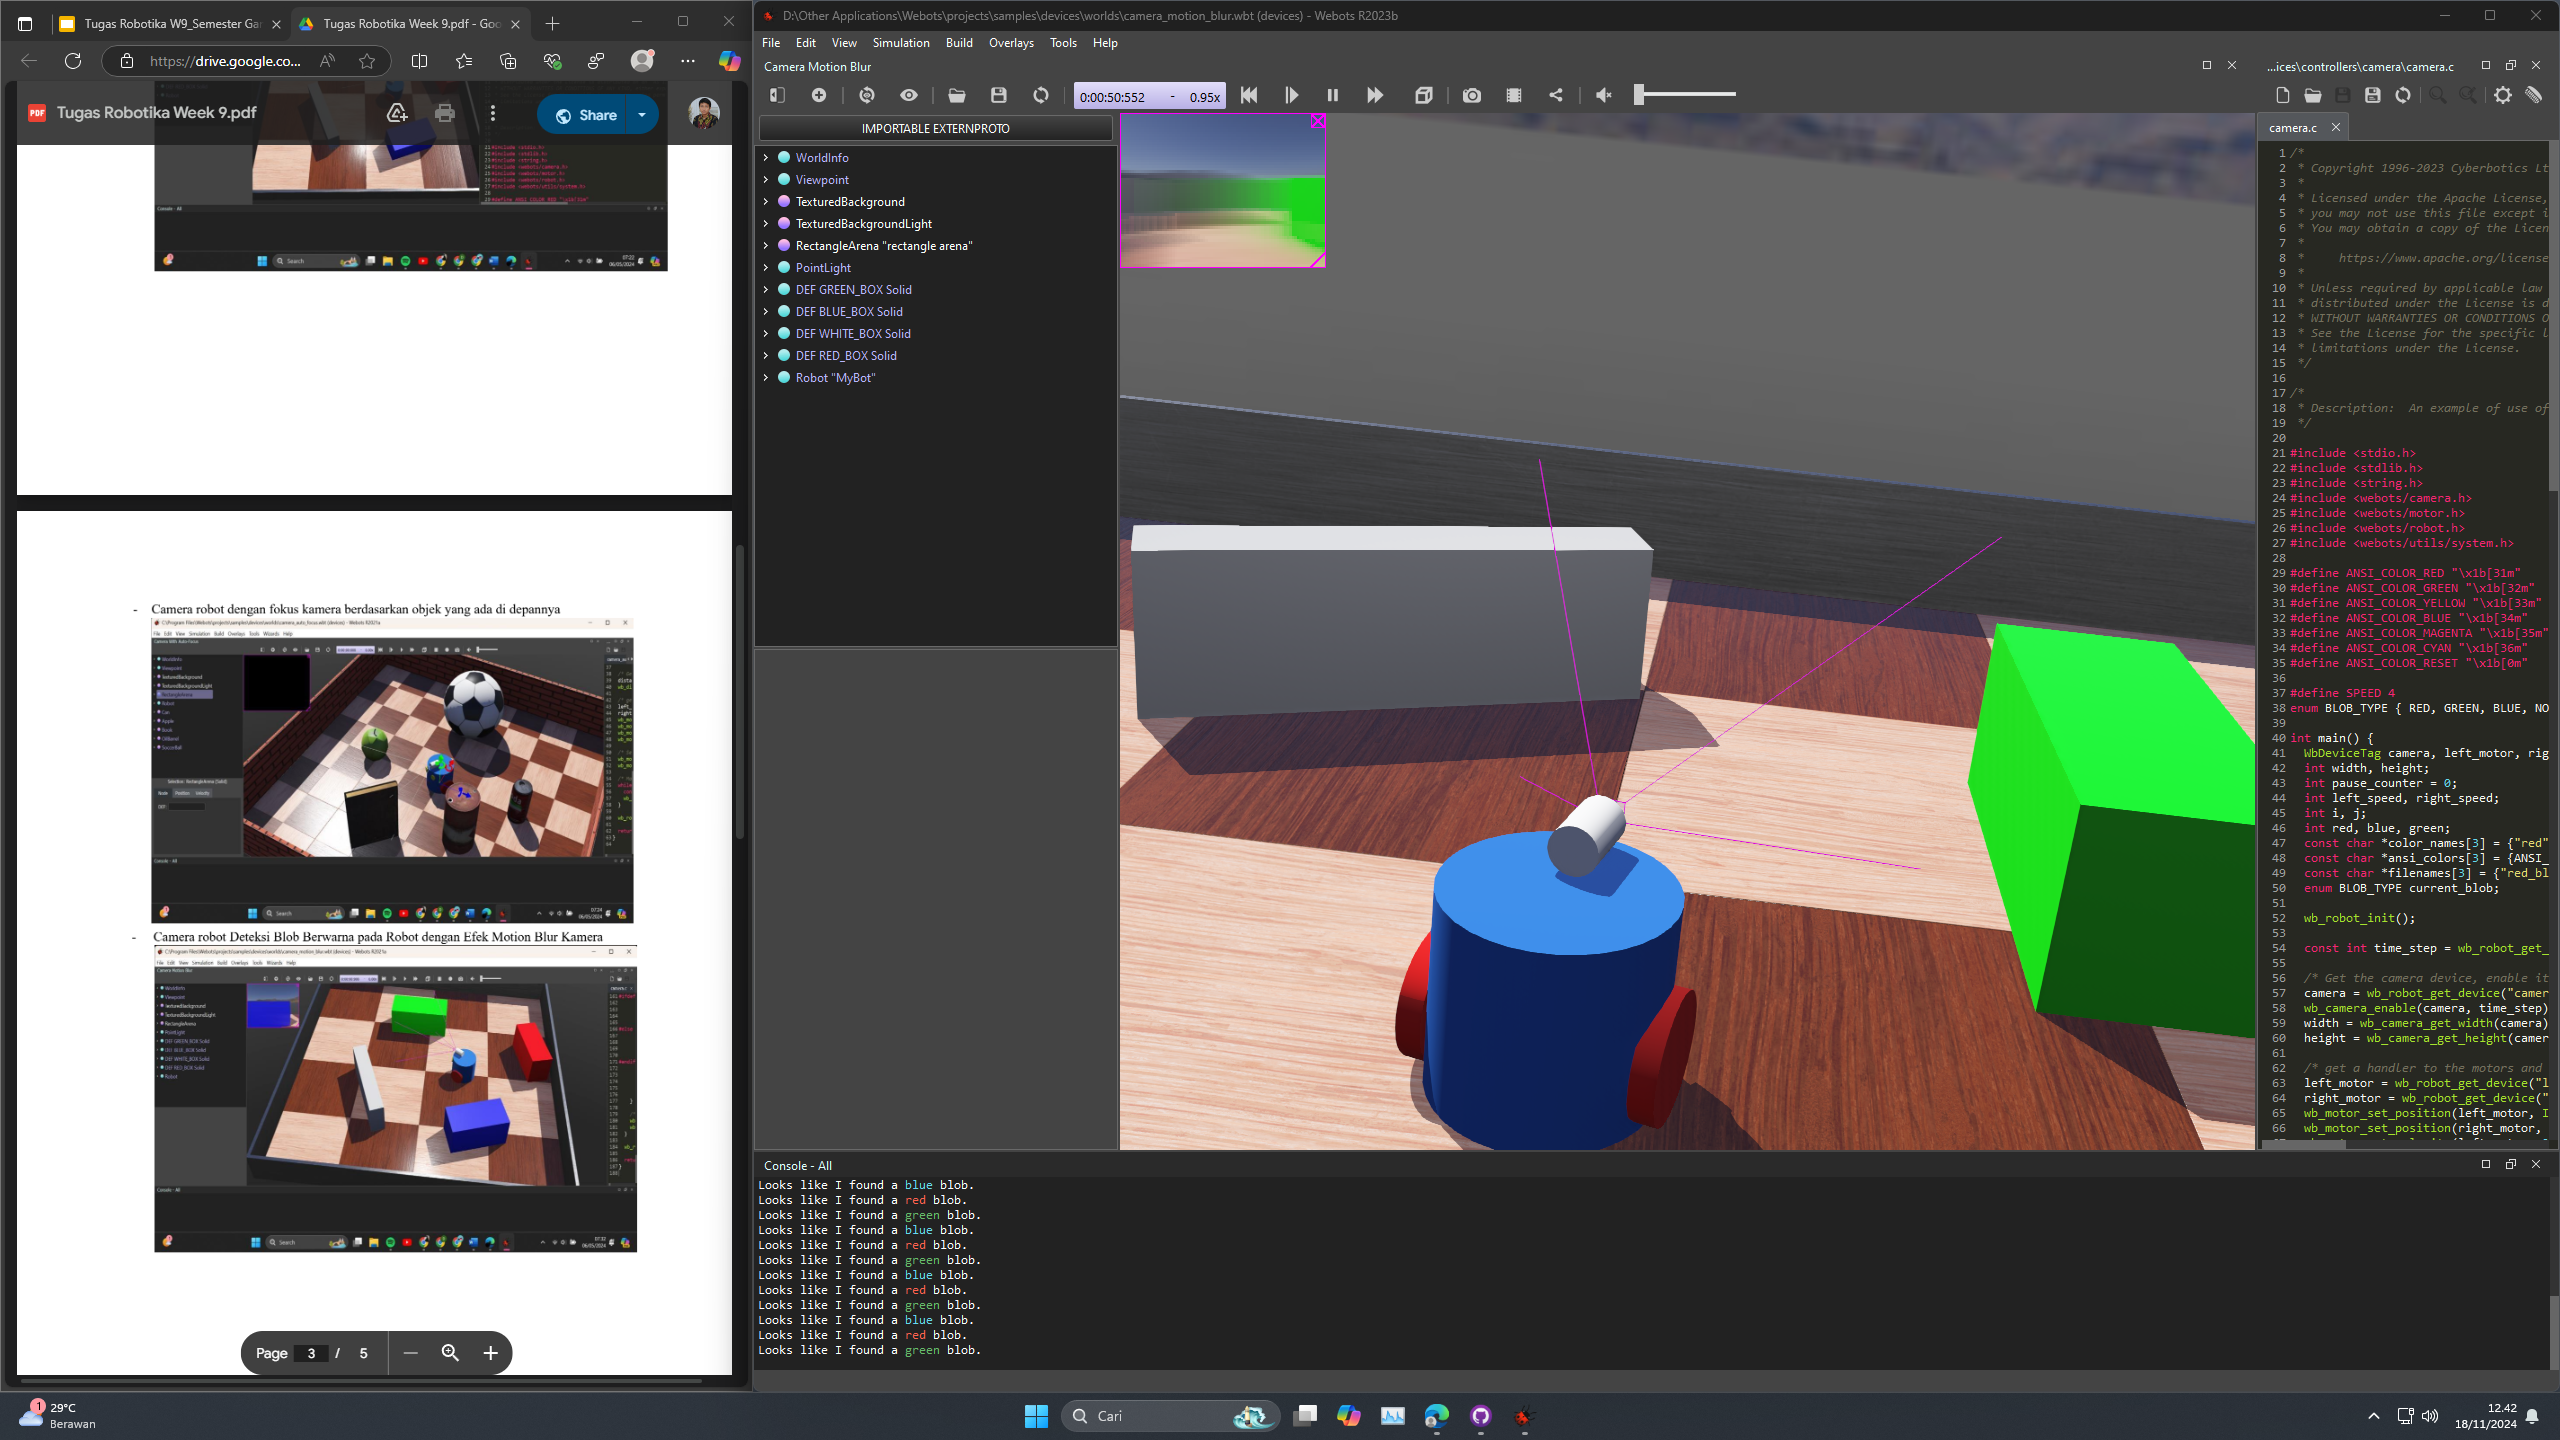 Tugas Robotika W9_Semester Gar
Tugas Robotika Week 9.pdf - Goo
https://drive.google.co...
Tugas Robotika Week 9.pdf
Share
- Camera robot dengan fokus kamera berdasarkan objek yang ada di depannya
- Camera robot Deteksi Blob Berwarna pada Robot dengan Efek Motion Blur Kamera
Page 3 / 5
D:\Other Applications\Webots\projects\samples\devices\worlds\camera_motion_blur.wbt (devices) - Webots R2023b
File Edit View Simulation Build Overlays Tools Help
Camera Motion Blur
0:00:50:552 - 0.95x
IMPORTABLE EXTERNPROTO
WorldInfo
Viewpoint
TexturedBackground
TexturedBackgroundLight
RectangleArena "rectangle arena"
PointLight
DEF GREEN_BOX Solid
DEF BLUE_BOX Solid
DEF WHITE_BOX Solid
DEF RED_BOX Solid
Robot "MyBot"
...ices\controllers\camera\camera.c
camera.c
1 /*
2 * Copyright 1996-2023 Cyberbotics Lt
3 *
4 * Licensed under the Apache License,
5 * you may not use this file except i
6 * You may obtain a copy of the Licen
7 *
8 * https://www.apache.org/license
9 *
10 * Unless required by applicable law
11 * distributed under the License is d
12 * WITHOUT WARRANTIES OR CONDITIONS O
13 * See the License for the specific l
14 * limitations under the License.
15 */
16
17 /*
18 * Description: An example of use of
19 */
20
21 #include <stdio.h>
22 #include <stdlib.h>
23 #include <string.h>
24 #include <webots/camera.h>
25 #include <webots/motor.h>
26 #include <webots/robot.h>
27 #include <webots/utils/system.h>
28
29 #define ANSI_COLOR_RED "\x1b[31m"
30 #define ANSI_COLOR_GREEN "\x1b[32m"
31 #define ANSI_COLOR_YELLOW "\x1b[33m"
32 #define ANSI_COLOR_BLUE "\x1b[34m"
33 #define ANSI_COLOR_MAGENTA "\x1b[35m"
34 #define ANSI_COLOR_CYAN "\x1b[36m"
35 #define ANSI_COLOR_RESET "\x1b[0m"
36
37 #define SPEED 4
38 enum BLOB_TYPE { RED, GREEN, BLUE, NO
39
40 int main() {
41 WbDeviceTag camera, left_motor, rig
42 int width, height;
43 int pause_counter = 0;
44 int left_speed, right_speed;
45 int i, j;
46 int red, blue, green;
47 const char *color_names[3] = {"red"
48 const char *ansi_colors[3] = {ANSI_
49 const char *filenames[3] = {"red_bl
50 enum BLOB_TYPE current_blob;
51
52 wb_robot_init();
53
54 const int time_step = wb_robot_get_
55
56 /* Get the camera device, enable it
57 camera = wb_robot_get_device("camer
58 wb_camera_enable(camera, time_step)
59 width = wb_camera_get_width(camera)
60 height = wb_camera_get_height(camer
61
62 /* get a handler to the motors and
63 left_motor = wb_robot_get_device("l
64 right_motor = wb_robot_get_device("
65 wb_motor_set_position(left_motor, I
66 wb_motor_set_position(right_motor,
Console - All
Looks like I found a blue blob.
Looks like I found a red blob.
Looks like I found a green blob.
Looks like I found a blue blob.
Looks like I found a red blob.
Looks like I found a green blob.
Looks like I found a blue blob.
Looks like I found a red blob.
Looks like I found a green blob.
Looks like I found a blue blob.
Looks like I found a red blob.
Looks like I found a green blob.
1
29°C
Berawan
Cari
12.42
18/11/2024